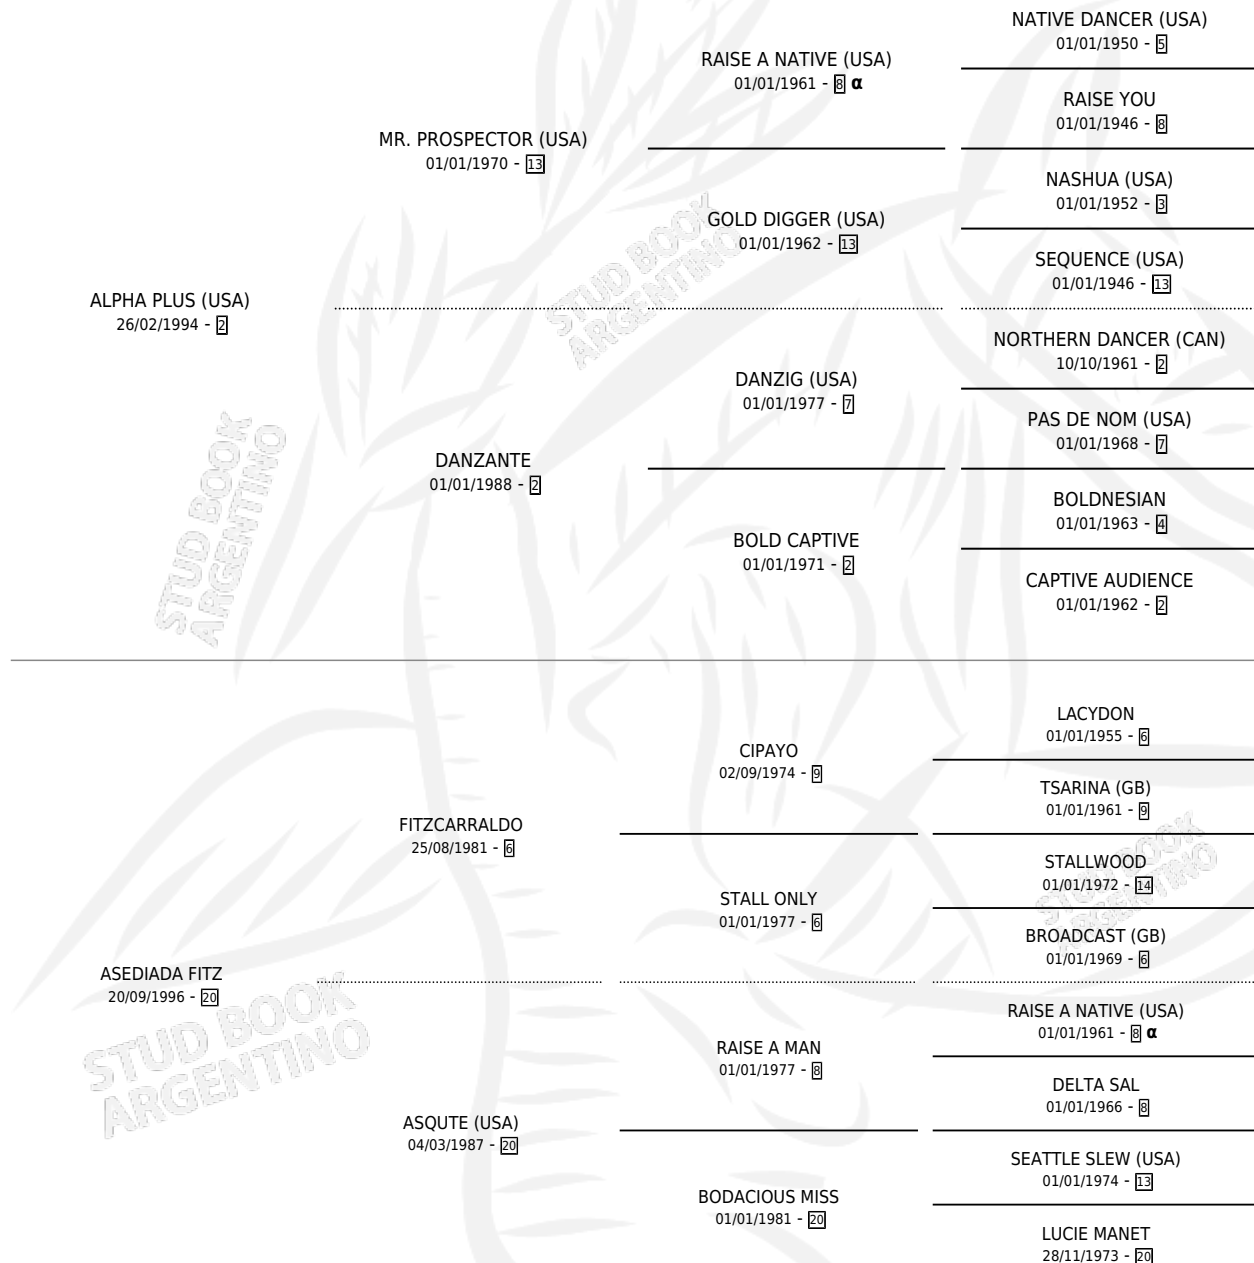 NATIVE DANCER (USA)
01/01/1950 - 5
RAISE A NATIVE (USA)
01/01/1961 - 8 α
RAISE YOU
01/01/1946 - 8
MR. PROSPECTOR (USA)
01/01/1970 - 13
NASHUA (USA)
01/01/1952 - 3
GOLD DIGGER (USA)
01/01/1962 - 13
SEQUENCE (USA)
01/01/1946 - 13
ALPHA PLUS (USA)
26/02/1994 - 2
NORTHERN DANCER (CAN)
10/10/1961 - 2
DANZIG (USA)
01/01/1977 - 7
PAS DE NOM (USA)
01/01/1968 - 7
DANZANTE
01/01/1988 - 2
BOLDNESIAN
01/01/1963 - 4
BOLD CAPTIVE
01/01/1971 - 2
CAPTIVE AUDIENCE
01/01/1962 - 2
LACYDON
01/01/1955 - 6
CIPAYO
02/09/1974 - 9
TSARINA (GB)
01/01/1961 - 9
FITZCARRALDO
25/08/1981 - 6
STALLWOOD
01/01/1972 - 14
STALL ONLY
01/01/1977 - 6
BROADCAST (GB)
01/01/1969 - 6
ASEDIADA FITZ
20/09/1996 - 20
RAISE A NATIVE (USA)
01/01/1961 - 8 α
RAISE A MAN
01/01/1977 - 8
DELTA SAL
01/01/1966 - 8
ASQUTE (USA)
04/03/1987 - 20
SEATTLE SLEW (USA)
01/01/1974 - 13
BODACIOUS MISS
01/01/1981 - 20
LUCIE MANET
28/11/1973 - 20
STUD BOOK
ARGENTINO
STUD BOOK
ARGENTINO
STUD BOOK
ARGENTINO
STUD BOOK
ARGENTINO